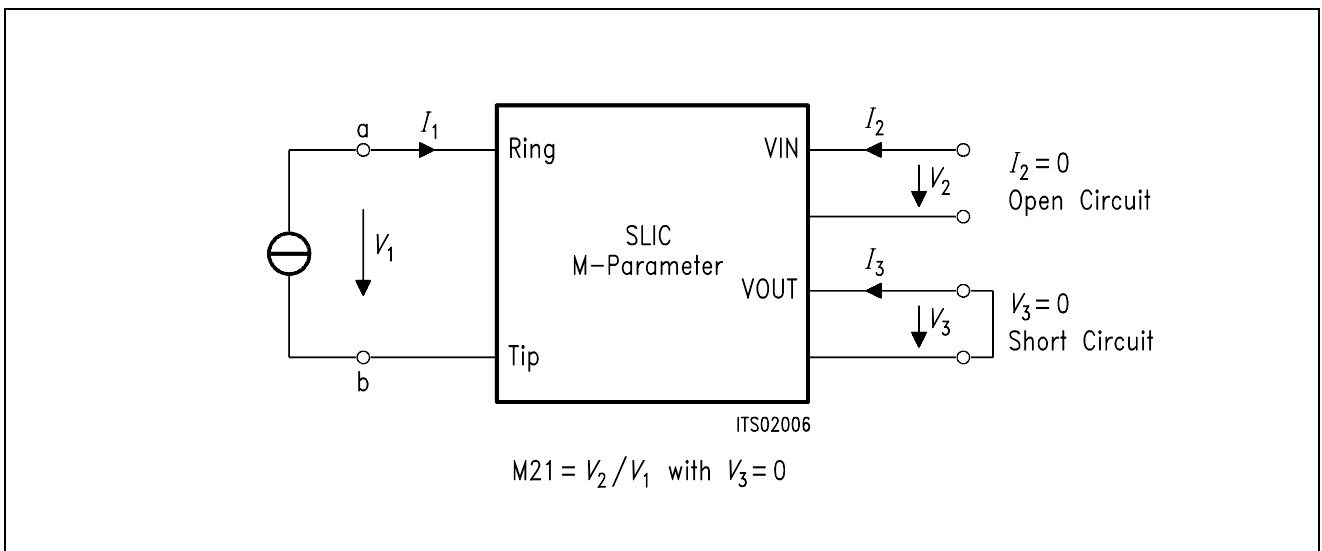 a
I1
Ring
VIN
I2
V2
I2 = 0
Open Circuit
V1
SLIC
M-Parameter
I3
VOUT
V3
V3 = 0
Short Circuit
Tip
b
ITS02006
M21 = V2/V1 with V3 = 0